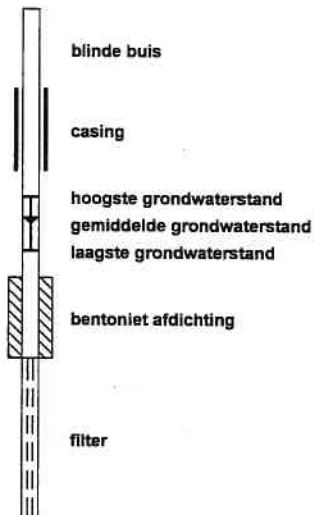 blinde buis
casing
hoogste grondwaterstand
gemiddelde grondwaterstand
laagste grondwaterstand
bentoniet afdichting
filter